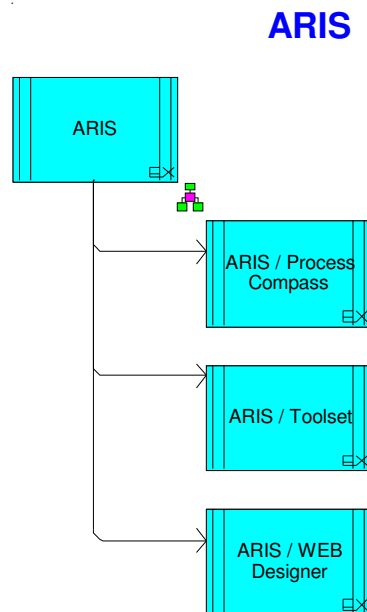 ARIS
ARIS
ARIS / Process
Compass
ARIS / Toolset
ARIS / WEB
Designer